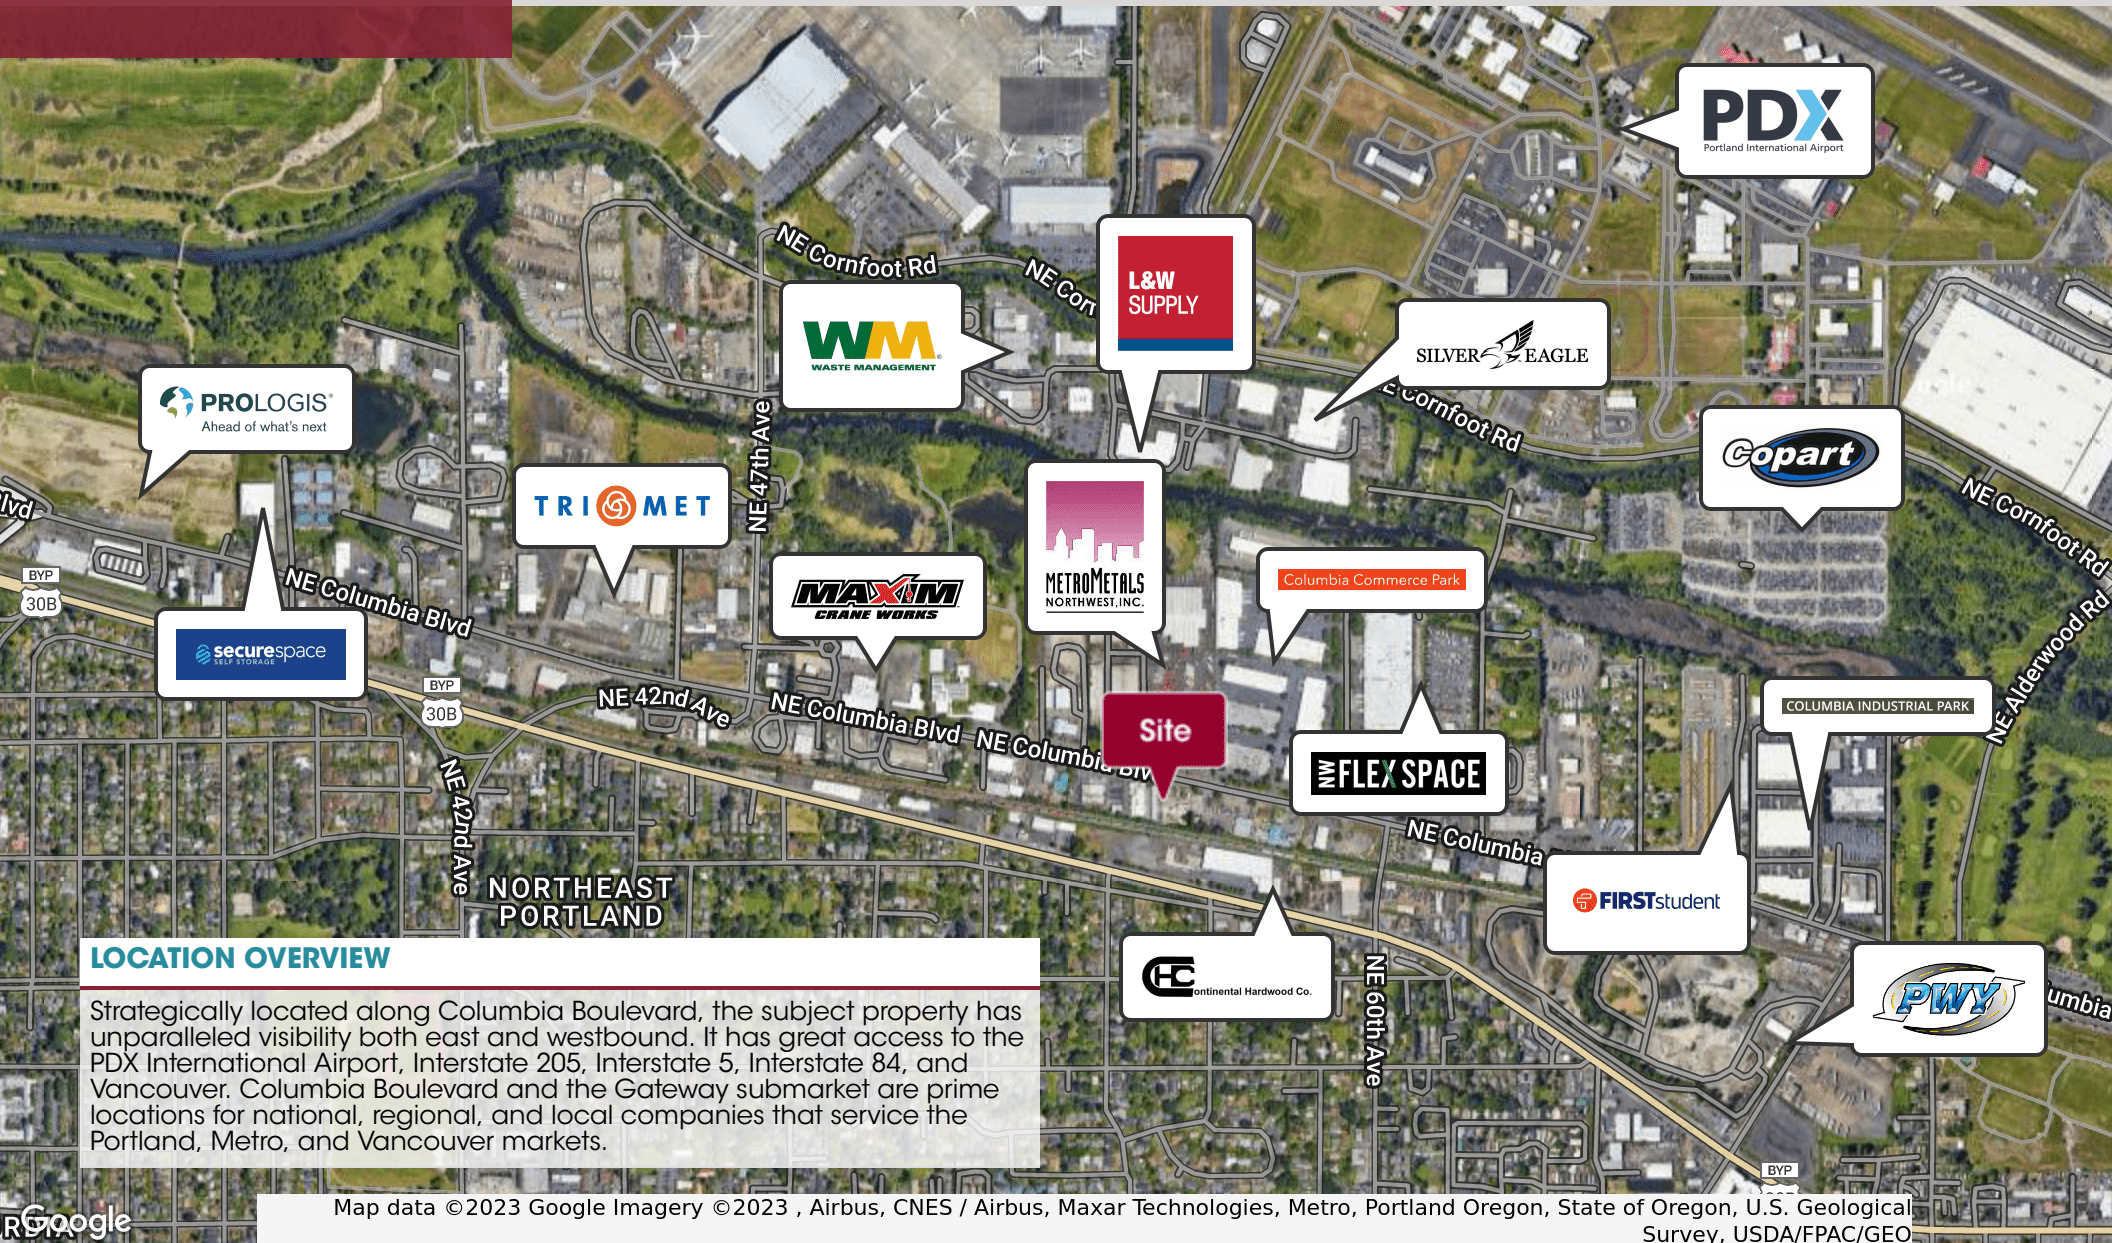 PDX
Portland International Airport
NE Cornfoot Rd
NE Corn
L&W
SUPPLY
WM
WASTE MANAGEMENT
SILVER EAGLE
NE Cornfoot Rd
PROLOGIS
Ahead of what's next
NE 47th Ave
Copart
NE Cornfoot Rd
TRI MET
lvd
METROMETALS
NORTHWEST, INC.
Columbia Commerce Park
MAXIM
CRANE WORKS
BYP
30B
NE Columbia Blvd
securespace
SELF STORAGE
NE Alderwood Rd
BYP
30B
NE 42nd Ave
NE Columbia Blvd
NE Columbia Blv
Site
COLUMBIA INDUSTRIAL PARK
NW FLEX SPACE
NE 42nd Ave
NE Columbia
FIRSTstudent
NORTHEAST
PORTLAND
CHC
ontinental Hardwood Co.
NE 60th Ave
PWY
umbia
LOCATION OVERVIEW
Strategically located along Columbia Boulevard, the subject property has
unparalleled visibility both east and westbound. It has great access to the
PDX International Airport, Interstate 205, Interstate 5, Interstate 84, and
Vancouver. Columbia Boulevard and the Gateway submarket are prime
locations for national, regional, and local companies that service the
Portland, Metro, and Vancouver markets.
BYP
Google
Map data ©2023 Google Imagery ©2023 , Airbus, CNES / Airbus, Maxar Technologies, Metro, Portland Oregon, State of Oregon, U.S. Geological
Survey, USDA/FPAC/GEO